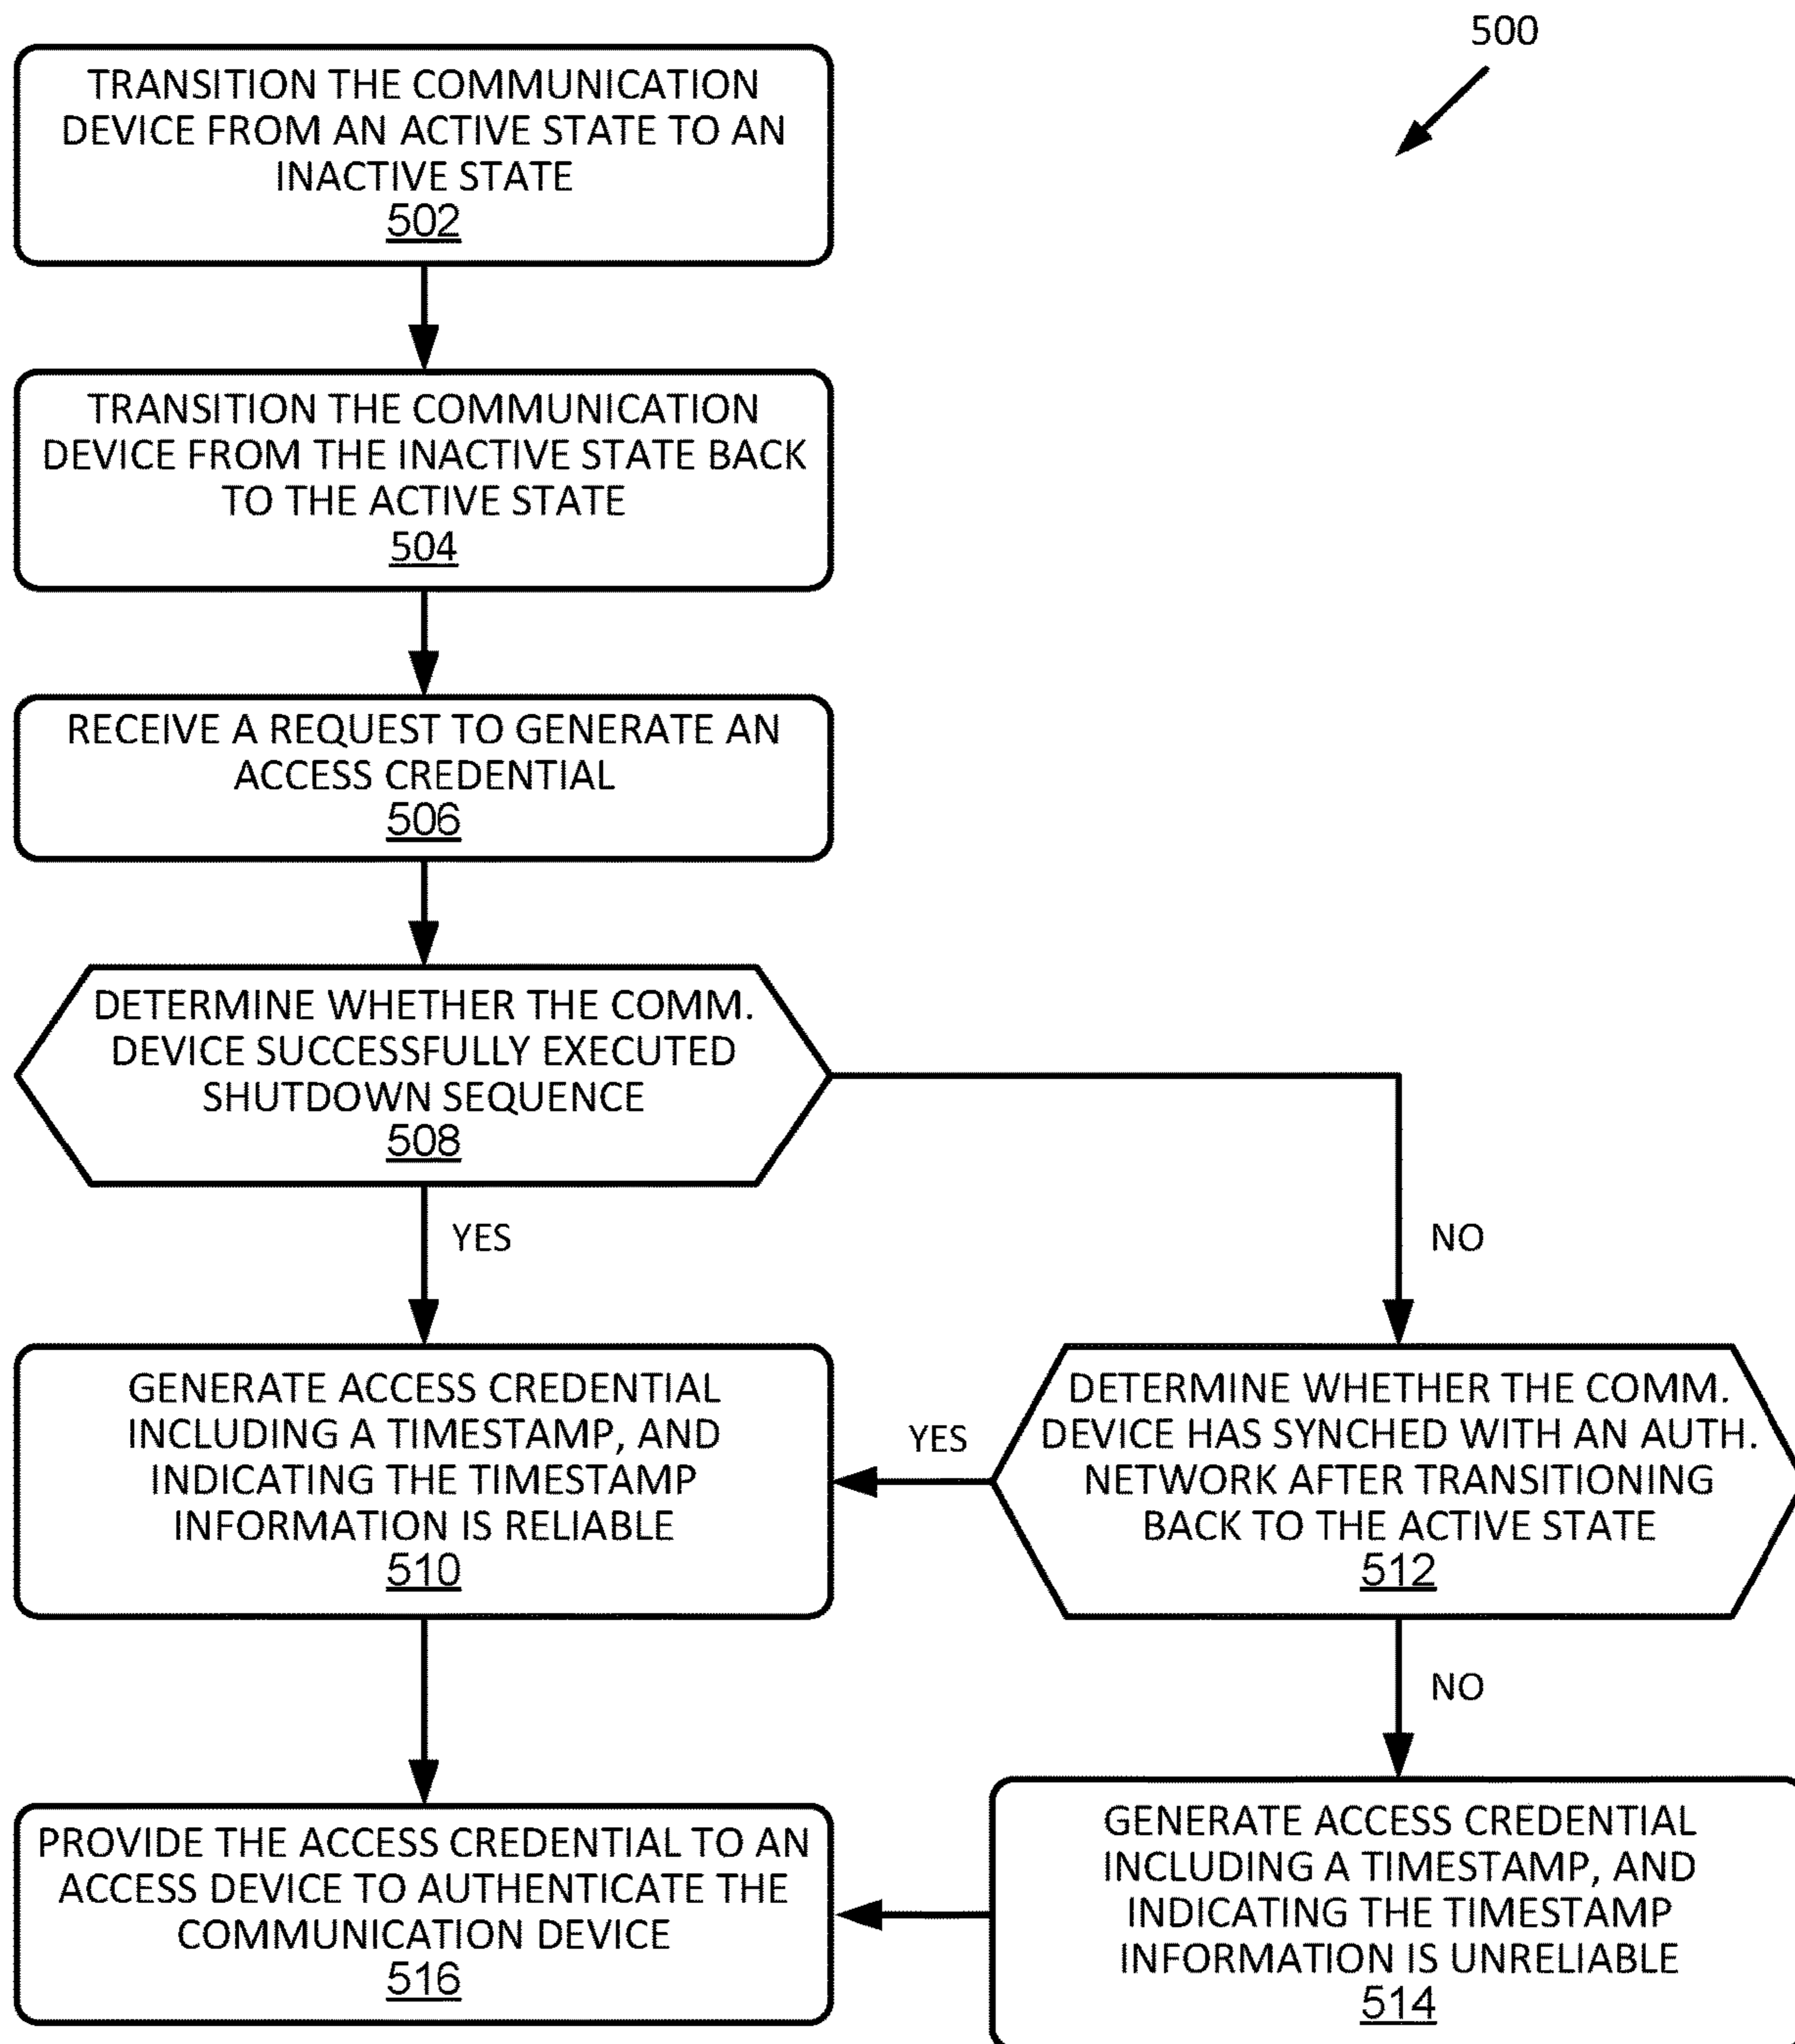 500
TRANSITION THE COMMUNICATION
DEVICE FROM AN ACTIVE STATE TO AN
INACTIVE STATE
502
TRANSITION THE COMMUNICATION
DEVICE FROM THE INACTIVE STATE BACK
TO THE ACTIVE STATE
504
RECEIVE A REQUEST TO GENERATE AN
ACCESS CREDENTIAL
506
DETERMINE WHETHER THE COMM.
DEVICE SUCCESSFULLY EXECUTED
SHUTDOWN SEQUENCE
508
YES
NO
GENERATE ACCESS CREDENTIAL
INCLUDING A TIMESTAMP, AND
INDICATING THE TIMESTAMP
INFORMATION IS RELIABLE
510
YES
DETERMINE WHETHER THE COMM.
DEVICE HAS SYNCHED WITH AN AUTH.
NETWORK AFTER TRANSITIONING
BACK TO THE ACTIVE STATE
512
NO
PROVIDE THE ACCESS CREDENTIAL TO AN
ACCESS DEVICE TO AUTHENTICATE THE
COMMUNICATION DEVICE
516
GENERATE ACCESS CREDENTIAL
INCLUDING A TIMESTAMP, AND
INDICATING THE TIMESTAMP
INFORMATION IS UNRELIABLE
514